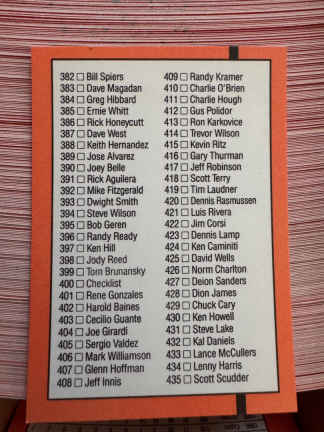 382 ☐ Bill Spiers
383 ☐ Dave Magadan
384 ☐ Greg Hibbard
385 ☐ Ernie Whitt
386 ☐ Rick Honeycutt
387 ☐ Dave West
388 ☐ Keith Hernandez
389 ☐ Jose Alvarez
390 ☐ Joey Belle
391 ☐ Rick Aguilera
392 ☐ Mike Fitzgerald
393 ☐ Dwight Smith
394 ☐ Steve Wilson
395 ☐ Bob Geren
396 ☐ Randy Ready
397 ☐ Ken Hill
398 ☐ Jody Reed
399 ☐ Tom Brunansky
400 ☐ Checklist
401 ☐ Rene Gonzales
402 ☐ Harold Baines
403 ☐ Cecilio Guante
404 ☐ Joe Girardi
405 ☐ Sergio Valdez
406 ☐ Mark Williamson
407 ☐ Glenn Hoffman
408 ☐ Jeff Innis
409 ☐ Randy Kramer
410 ☐ Charlie O'Brien
411 ☐ Charlie Hough
412 ☐ Gus Polidor
413 ☐ Ron Karkovice
414 ☐ Trevor Wilson
415 ☐ Kevin Ritz
416 ☐ Gary Thurman
417 ☐ Jeff Robinson
418 ☐ Scott Terry
419 ☐ Tim Laudner
420 ☐ Dennis Rasmussen
421 ☐ Luis Rivera
422 ☐ Jim Corsi
423 ☐ Dennis Lamp
424 ☐ Ken Caminiti
425 ☐ David Wells
426 ☐ Norm Charlton
427 ☐ Deion Sanders
428 ☐ Dion James
429 ☐ Chuck Cary
430 ☐ Ken Howell
431 ☐ Steve Lake
432 ☐ Kal Daniels
433 ☐ Lance McCullers
434 ☐ Lenny Harris
435 ☐ Scott Scudder